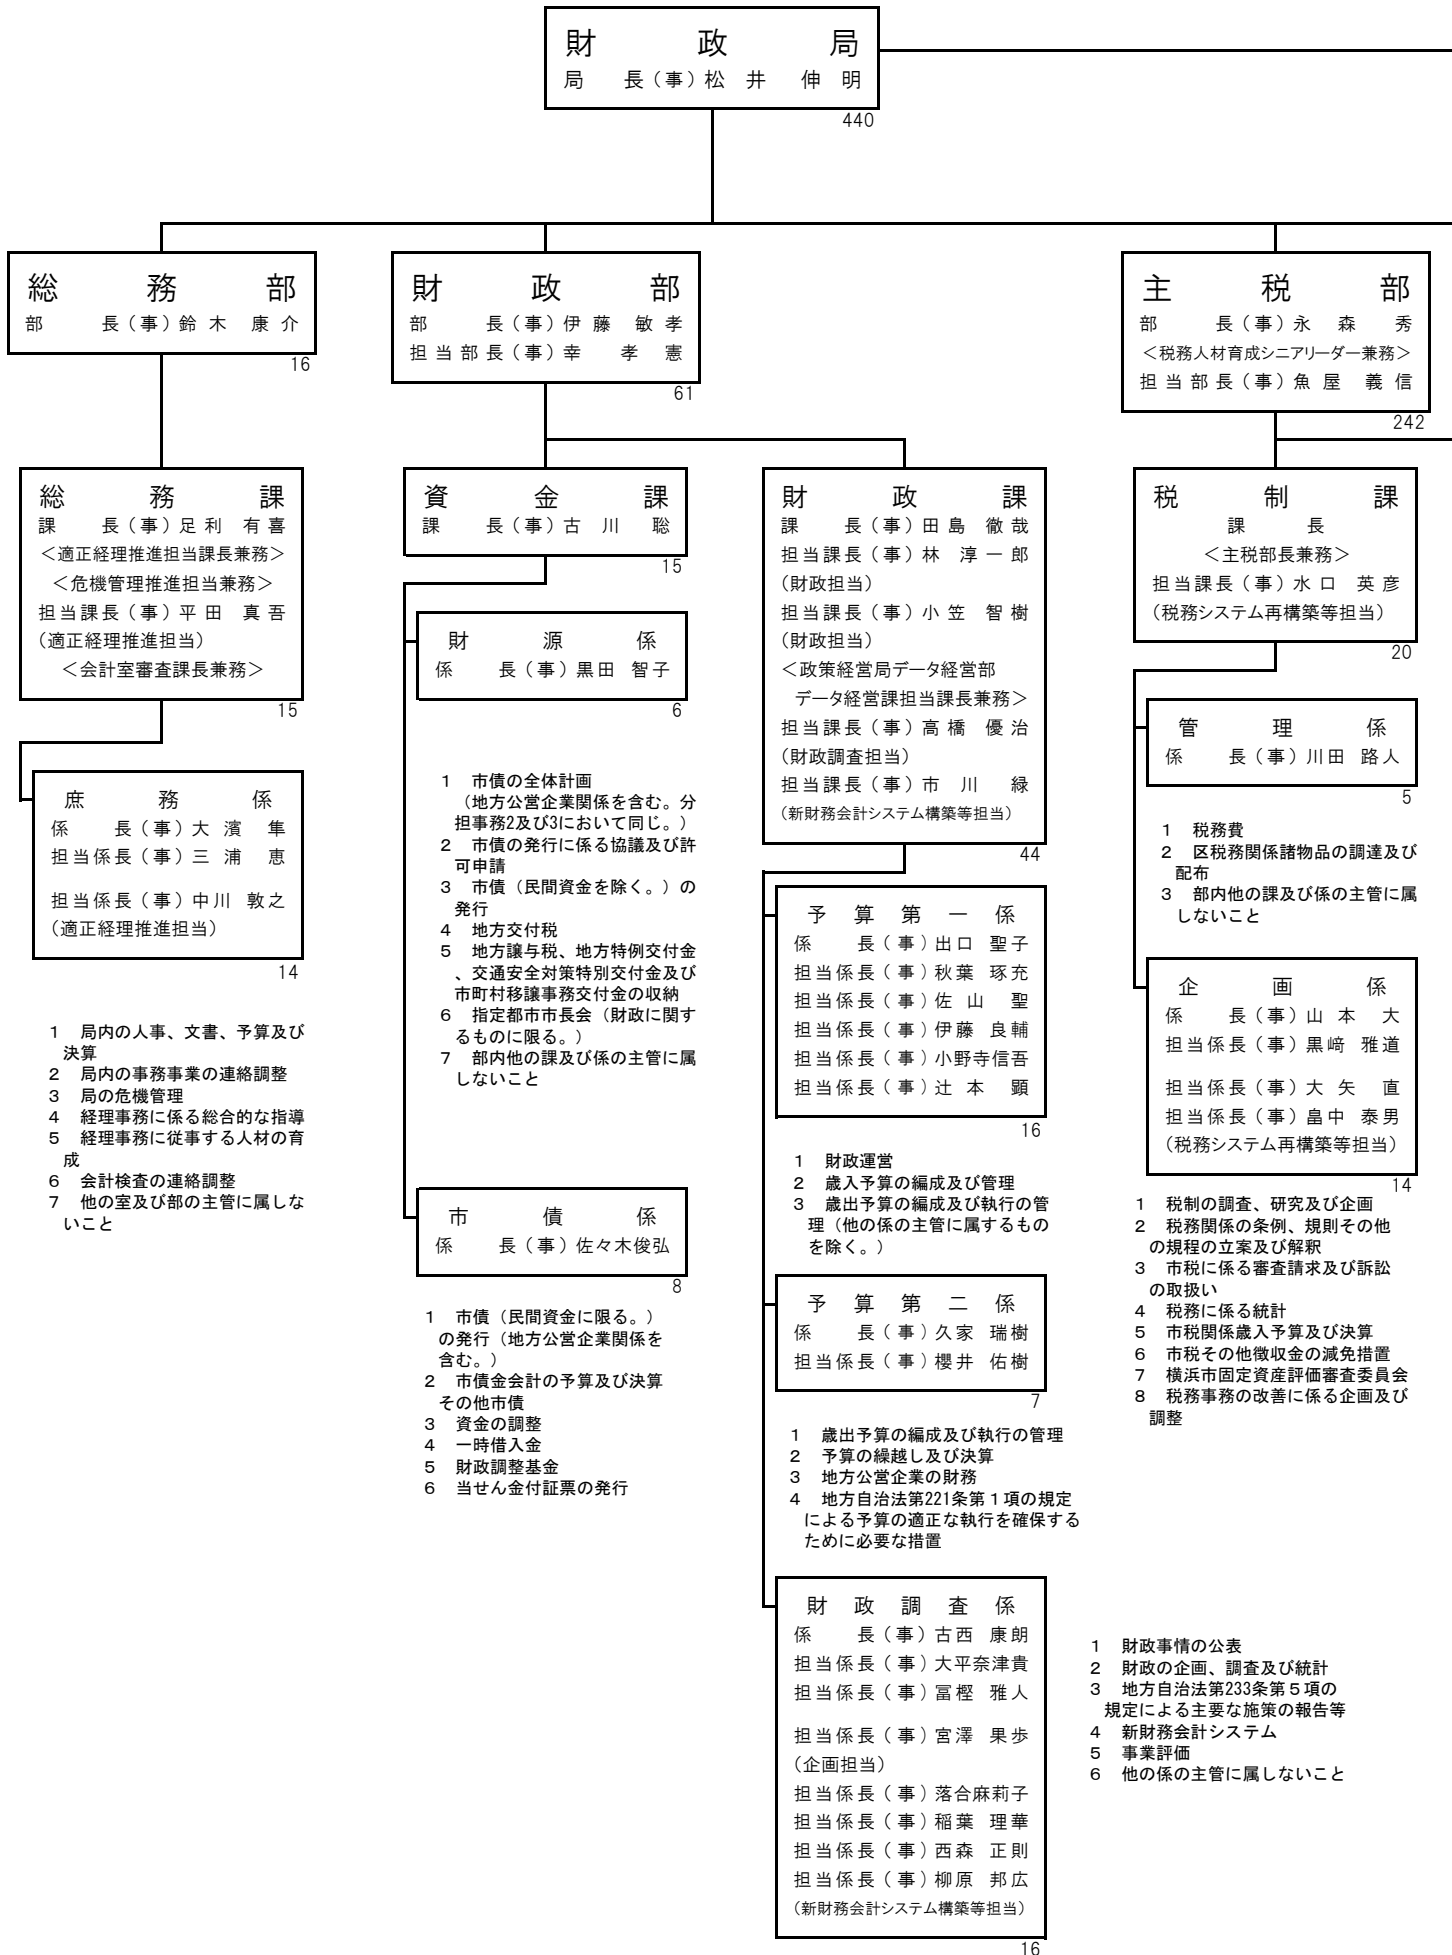 財政局
局長（事）松井 伸明
440
総務部
部長（事）鈴木 康介
16
総務課
課長（事）足利 有喜
＜適正経理推進担当課長兼務＞
＜危機管理推進担当兼務＞
担当課長（事）平田 真吾
（適正経理推進担当）
＜会計室審査課長兼務＞
15
庶務係
係長（事）大濱 隼
担当係長（事）三浦 恵
担当係長（事）中川 敦之
（適正経理推進担当）
14
1 局内の人事、文書、予算及び
決算
2 局内の事務事業の連絡調整
3 局の危機管理
4 経理事務に係る総合的な指導
5 経理事務に従事する人材の育
成
6 会計検査の連絡調整
7 他の室及び部の主管に属しな
いこと
財政部
部長（事）伊藤 敏孝
担当部長（事）幸 孝憲
61
資金課
課長（事）古川 聡
15
財源係
係長（事）黒田 智子
6
1 市債の全体計画
（地方公営企業関係を含む。分
担事務2及び3において同じ。）
2 市債の発行に係る協議及び許
可申請
3 市債（民間資金を除く。）の
発行
4 地方交付税
5 地方譲与税、地方特例交付金
、交通安全対策特別交付金及び
市町村移譲事務交付金の収納
6 指定都市市長会（財政に関す
るものに限る。）
7 部内他の課及び係の主管に属
しないこと
市債係
係長（事）佐々木俊弘
8
1 市債（民間資金に限る。）
の発行（地方公営企業関係を
含む。）
2 市債金会計の予算及び決算
その他市債
3 資金の調整
4 一時借入金
5 財政調整基金
6 当せん金付証票の発行
財政課
課長（事）田島 徹哉
担当課長（事）林 淳一郎
（財政担当）
担当課長（事）小笠 智樹
（財政担当）
＜政策経営局データ経営部
データ経営課担当課長兼務＞
担当課長（事）高橋 優治
（財政調査担当）
担当課長（事）市川 緑
（新財務会計システム構築等担当）
44
予算第一係
係長（事）出口 聖子
担当係長（事）秋葉 琢充
担当係長（事）佐山 聖
担当係長（事）伊藤 良輔
担当係長（事）小野寺信吾
担当係長（事）辻本 顕
16
1 財政運営
2 歳入予算の編成及び管理
3 歳出予算の編成及び執行の管
理（他の係の主管に属するもの
を除く。）
予算第二係
係長（事）久家 瑞樹
担当係長（事）櫻井 佑樹
7
1 歳出予算の編成及び執行の管理
2 予算の繰越し及び決算
3 地方公営企業の財務
4 地方自治法第221条第１項の規定
による予算の適正な執行を確保する
ために必要な措置
財政調査係
係長（事）古西 康朗
担当係長（事）大平奈津貴
担当係長（事）冨樫 雅人
担当係長（事）宮澤 果歩
（企画担当）
担当係長（事）落合麻莉子
担当係長（事）稲葉 理華
担当係長（事）西森 正則
担当係長（事）柳原 邦広
（新財務会計システム構築等担当）
16
1 財政事情の公表
2 財政の企画、調査及び統計
3 地方自治法第233条第５項の
規定による主要な施策の報告等
4 新財務会計システム
5 事業評価
6 他の係の主管に属しないこと
主税部
部長（事）永森 秀
＜税務人材育成シニアリーダー兼務＞
担当部長（事）魚屋 義信
242
税制課
課長
＜主税部長兼務＞
担当課長（事）水口 英彦
（税務システム再構築等担当）
20
管理係
係長（事）川田 路人
5
1 税務費
2 区税務関係諸物品の調達及び
配布
3 部内他の課及び係の主管に属
しないこと
企画係
係長（事）山本 大
担当係長（事）黒﨑 雅道
担当係長（事）大矢 直
担当係長（事）畠中 泰男
（税務システム再構築等担当）
14
1 税制の調査、研究及び企画
2 税務関係の条例、規則その他
の規程の立案及び解釈
3 市税に係る審査請求及び訴訟
の取扱い
4 税務に係る統計
5 市税関係歳入予算及び決算
6 市税その他徴収金の減免措置
7 横浜市固定資産評価審査委員会
8 税務事務の改善に係る企画及び
調整